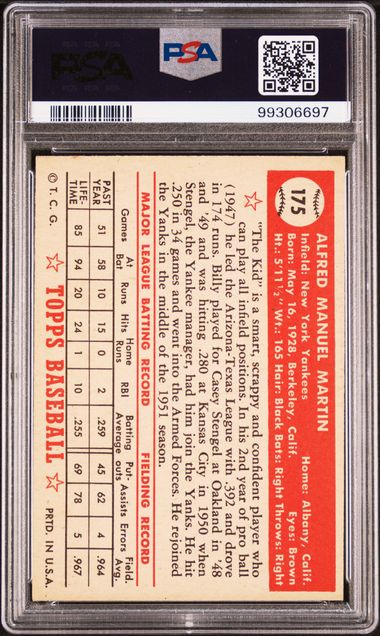 PSA
PSA
99306697
175
ALFRED MANUEL MARTIN
Infield: New York Yankees Home: Albany, Calif.
Born: May 16, 1928, Berkeley, Calif. Eyes: Brown
Ht.: 5'11½" Wt.: 165 Hair: Black Bats: Right Throws: Right
"The Kid" is a smart, scrappy and confident player who
can play all infield positions. In his 2nd year of pro ball
(1947) he led the Arizona-Texas League with .392 and drove
in 174 runs. Billy played for Casey Stengel at Oakland in '48
and '49 and was hitting .280 at Kansas City in 1950 when
Stengel, the Yankee manager, had him join the Yanks. He hit
.250 in 34 games and went into the Armed Forces. He rejoined
the Yanks in the middle of the 1951 season.
MAJOR LEAGUE BATTING RECORD FIELDING RECORD
Games At Bat Runs Hits Home Runs RBI Batting Average Put-outs Assists Errors Field. Avg.
PAST YEAR 51 58 10 15 0 2 .259 45 62 4 .964
LIFE-TIME 85 94 20 24 1 10 .255 69 78 5 .967
© T. C. G. TOPPS BASEBALL PRTD. IN U.S.A.